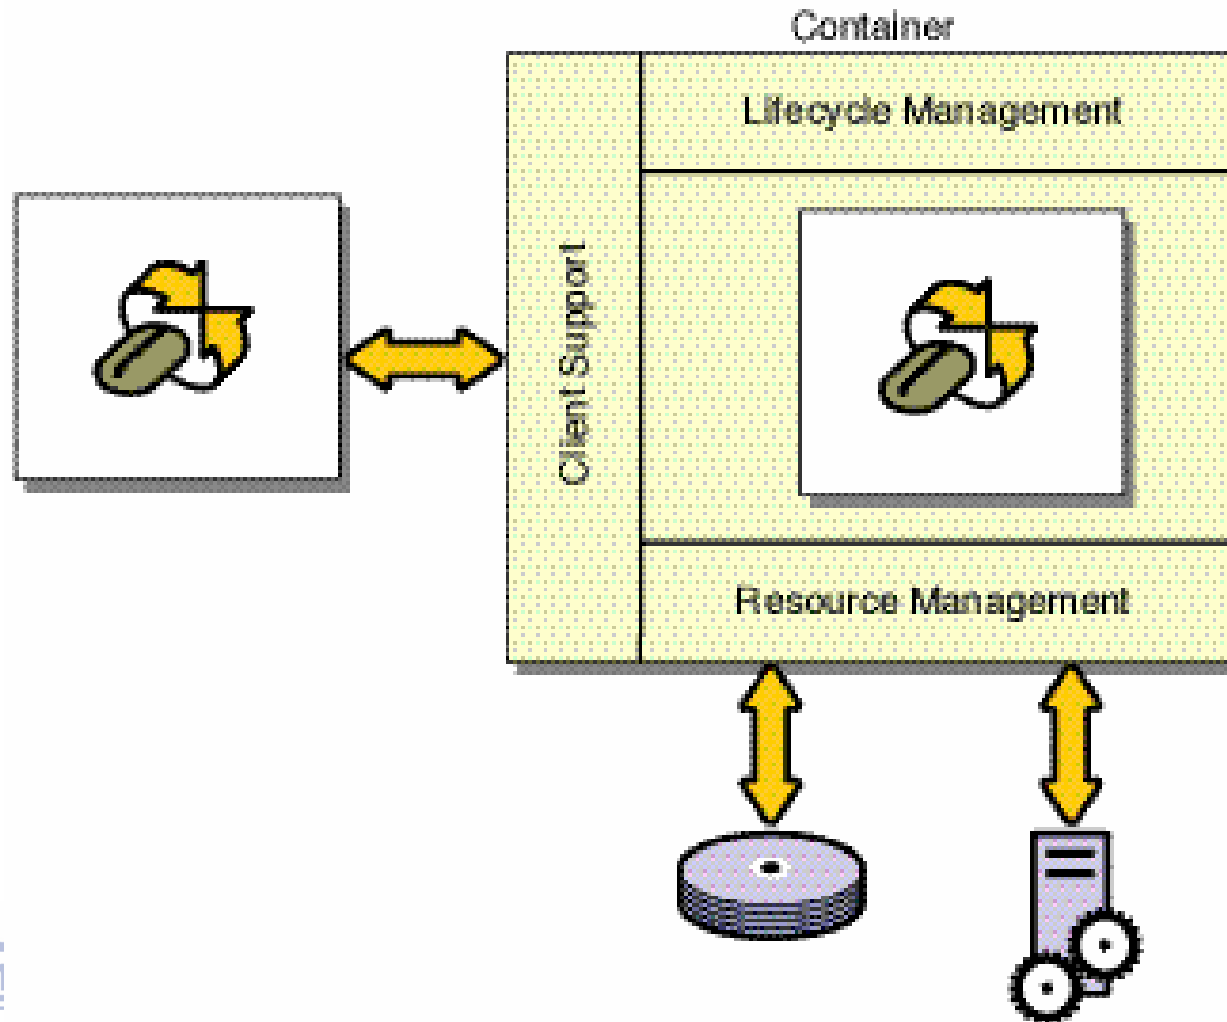 Container
Lifecycle Management
Client Support
Resource Management